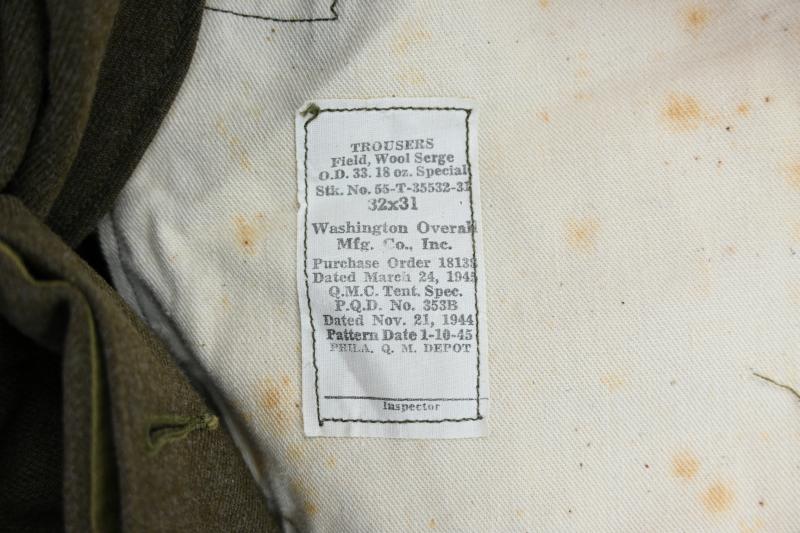 TROUSERS
Field, Wool Serge
O.D. 33. 18 oz. Special
Stk. No. 55-T-35532-31
32x31
Washington Overall
Mfg. Co., Inc.
Purchase Order
Dated March 24, 1945
Q.M.C. Tent. Spec.
P.Q.D. No. 353B
Dated Nov. 21, 1944
Pattern Date 1-10-45
PHILA. Q. M. DEPOT
Inspector